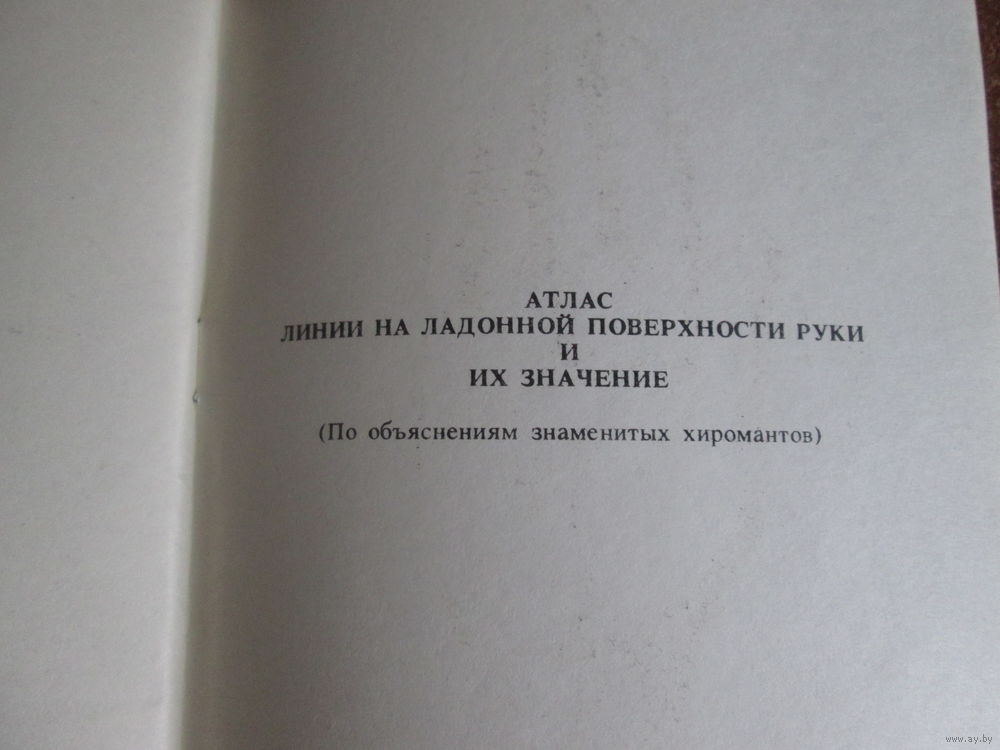 АТЛАС
ЛИНИИ НА ЛАДОННОЙ ПОВЕРХНОСТИ РУКИ
И
ИХ ЗНАЧЕНИЕ
(По объяснениям знаменитых хиромантов)
www.ay.by